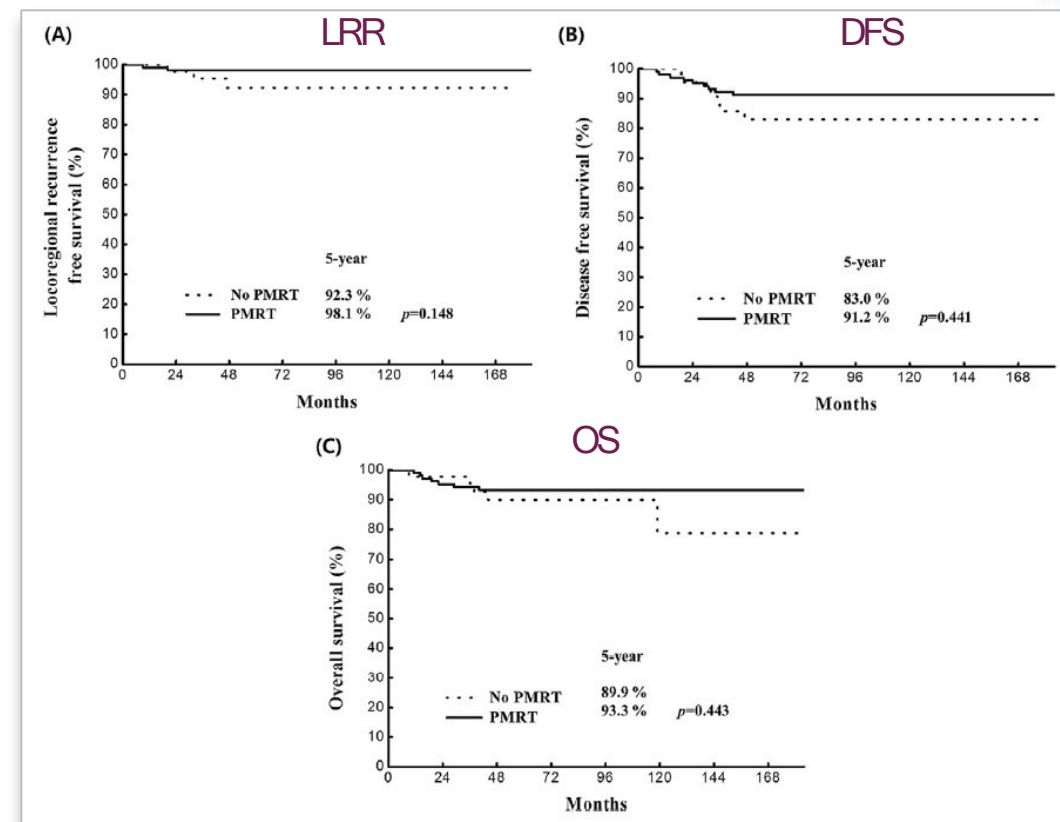 (A) LRR
100
90
80
70
60
50
40
30
20
10
0
Locoregional recurrence
free survival (%)
5-year
No PMRT 92.3 %
PMRT 98.1 % p=0.148
0 24 48 72 96 120 144 168
Months
(B) DFS
100
90
80
70
60
50
40
30
20
10
0
Disease free survival (%)
5-year
No PMRT 83.0 %
PMRT 91.2 % p=0.441
0 24 48 72 96 120 144 168
Months
(C) OS
100
90
80
70
60
50
40
30
20
10
0
Overall survival (%)
5-year
No PMRT 89.9 %
PMRT 93.3 % p=0.443
0 24 48 72 96 120 144 168
Months